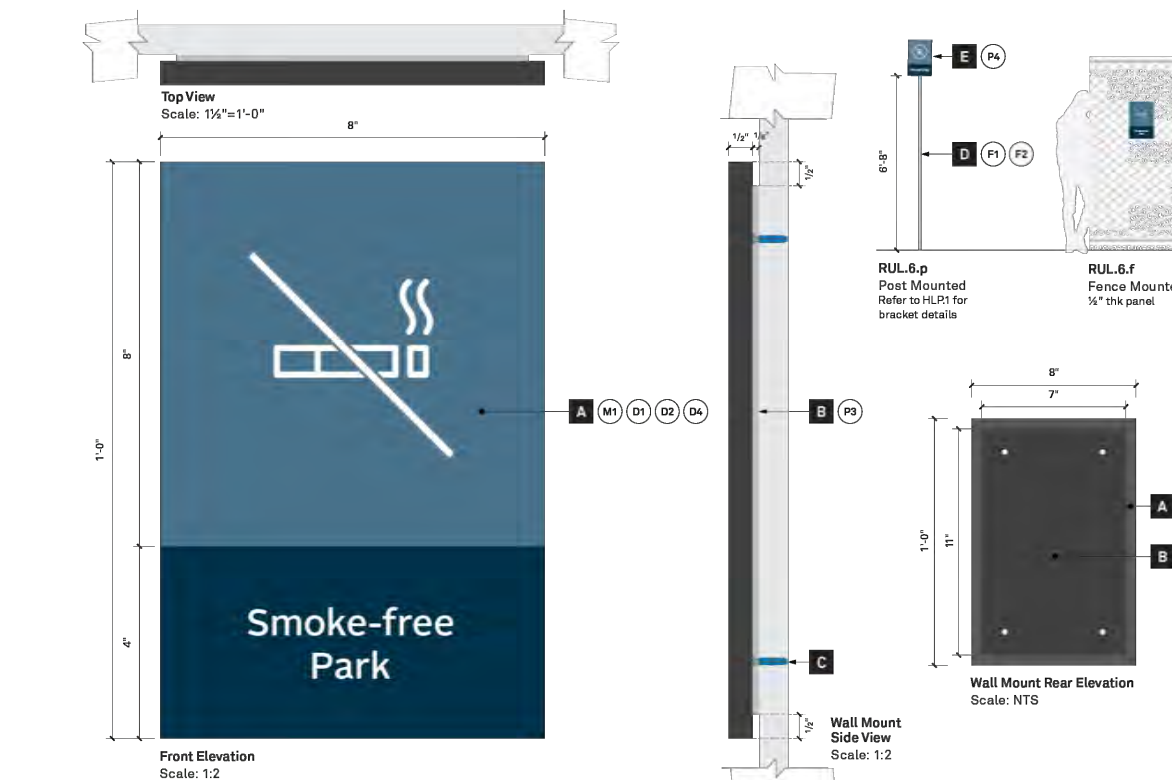 Top View
Scale: 1½"=1'-0"
8"
8"
1'-0"
4"
Smoke-free
Park
A M1 D1 D2 D4
Front Elevation
Scale: 1:2
1/2"
1/2"
B P3
C
1/2"
Wall Mount
Side View
Scale: 1:2
E P4
D F1 F2
6'-8"
RUL.6.p
Post Mounted
Refer to HLP.1 for
bracket details
RUL.6.f
Fence Mounte
½" thk panel
8"
7"
1'-0"
11"
A
B
Wall Mount Rear Elevation
Scale: NTS